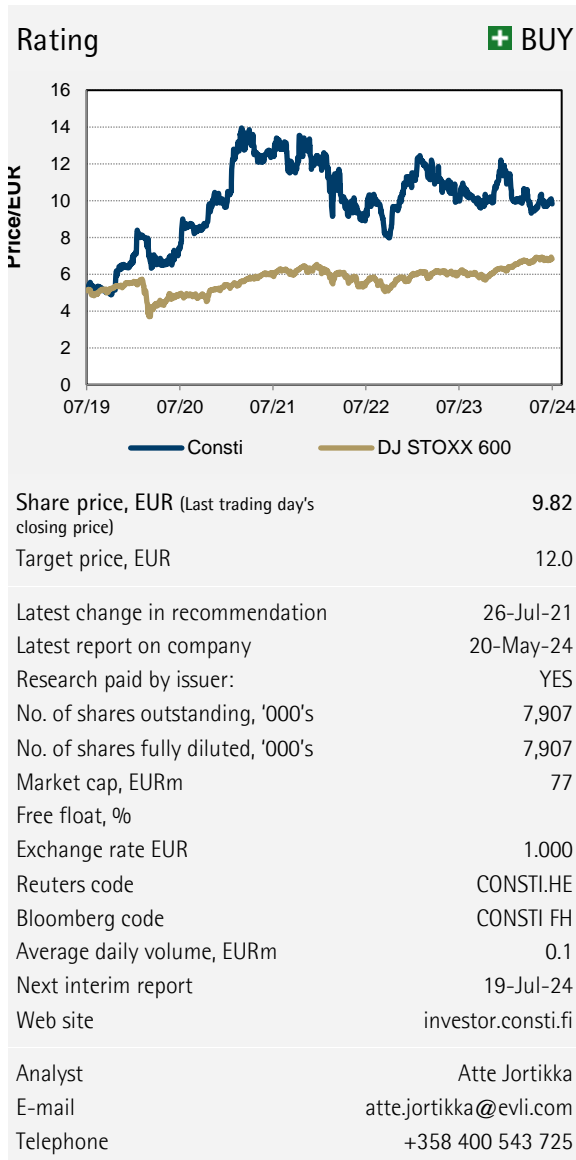 Rating
BUY
Price/EUR
16
14
12
10
8
6
4
2
0
07/19 07/20 07/21 07/22 07/23 07/24
Consti DJ STOXX 600
Share price, EUR (Last trading day's 9.82
closing price)
Target price, EUR 12.0
Latest change in recommendation 26-Jul-21
Latest report on company 20-May-24
Research paid by issuer: YES
No. of shares outstanding, ‘000’s 7,907
No. of shares fully diluted, ‘000’s 7,907
Market cap, EURm 77
Free float, %
Exchange rate EUR 1.000
Reuters code CONSTI.HE
Bloomberg code CONSTI FH
Average daily volume, EURm 0.1
Next interim report 19-Jul-24
Web site investor.consti.fi
Analyst Atte Jortikka
E-mail atte.jortikka@evli.com
Telephone +358 400 543 725